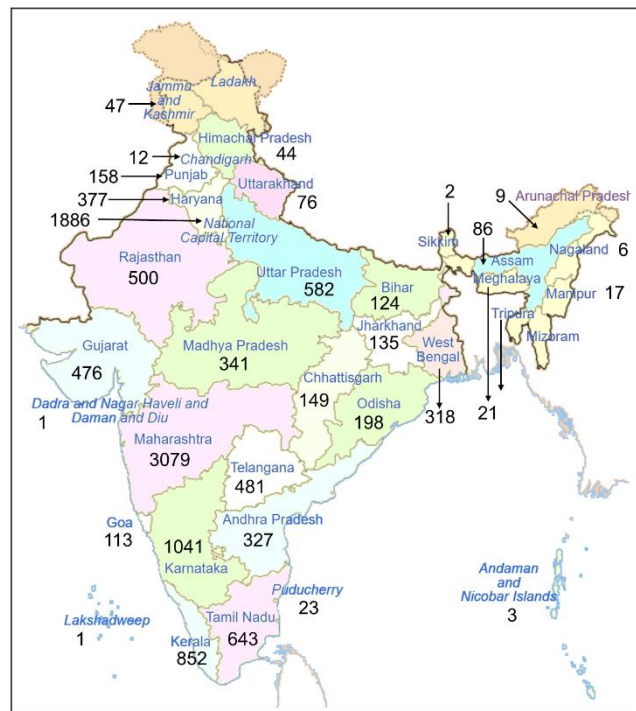 Ladakh
Jammu
and
Kashmir
47
Himachal Pradesh
44
12
Chandigarh
158
Punjab
Uttarakhand
76
377
Haryana
1886
National
Capital Territory
2
9
Arunachal Pradesh
Sikkim
86
Assam
Nagaland
6
Meghalaya
Manipur
17
Tripura
Mizoram
21
Rajasthan
500
Uttar Pradesh
582
Bihar
124
Jharkhand
135
West
Bengal
318
Gujarat
476
Madhya Pradesh
341
Chhattisgarh
149
Odisha
198
Dadra and Nagar Haveli and
Daman and Diu
1
Maharashtra
3079
Telangana
481
Goa
113
1041
Karnataka
Andhra Pradesh
327
Andaman
and
Nicobar Islands
3
Puducherry
23
Lakshadweep
1
Tamil Nadu
643
Kerala
852